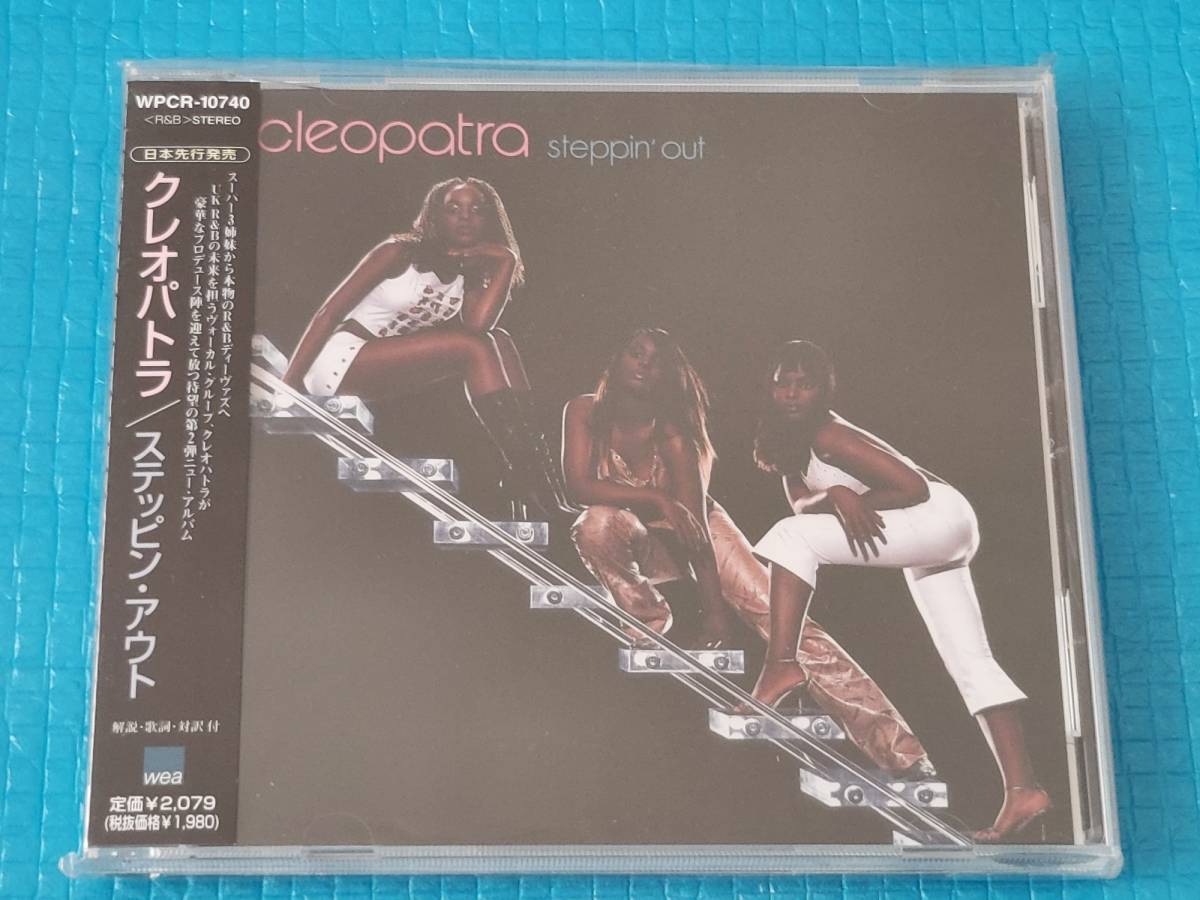 WPCR-10740
<R&B>STEREO
日本先行発売
クレオパトラ/ステッピン・アウト
スーパー3姉妹から本物のR&Bディーヴァズへ
UK R&Bの未来を担うヴォーカル・グループ、クレオパトラが
豪華なプロデュース陣を迎えて放つ待望の第2弾ニュー・アルバム
解説・歌詞・対訳 付
wea
定価¥2,079
(税抜価格¥1,980)
cleopatra steppin' out